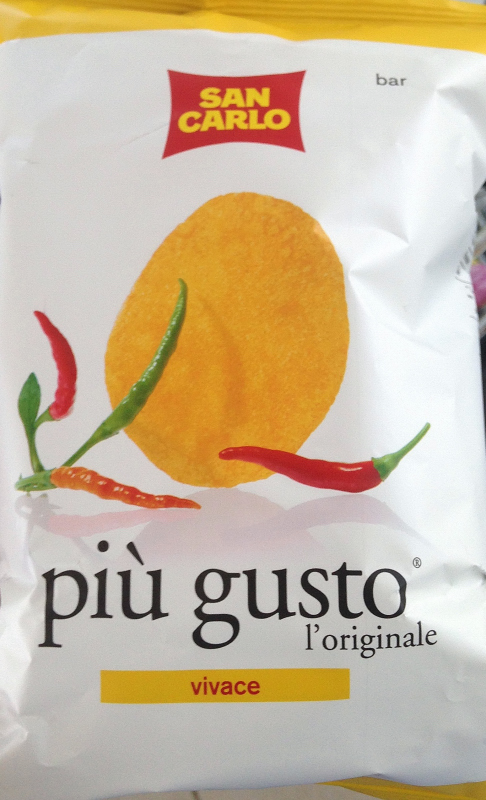 bar
SAN
CARLO
più gusto®
l'originale
vivace